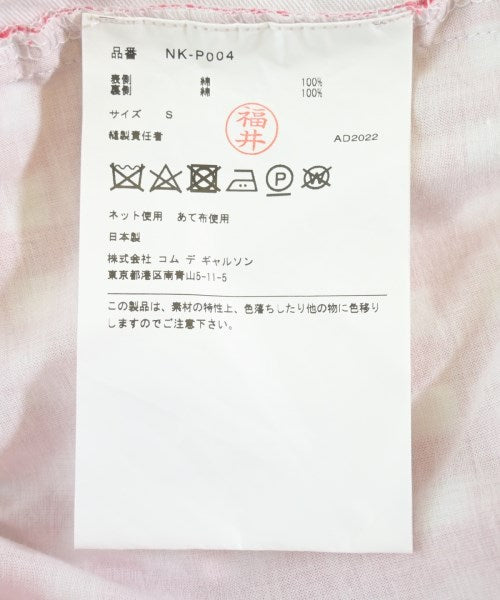 品番 NK-P004
表側 綿 100%
裏側 綿 100%
サイズ S
福井
縫製責任者 AD2022
P W
ネット使用 あて布使用
日本製
株式会社 コム デ ギャルソン
東京都港区南青山5-11-5
この製品は、素材の特性上、色落ちしたり他の物に色移り
しますのでご注意下さい。